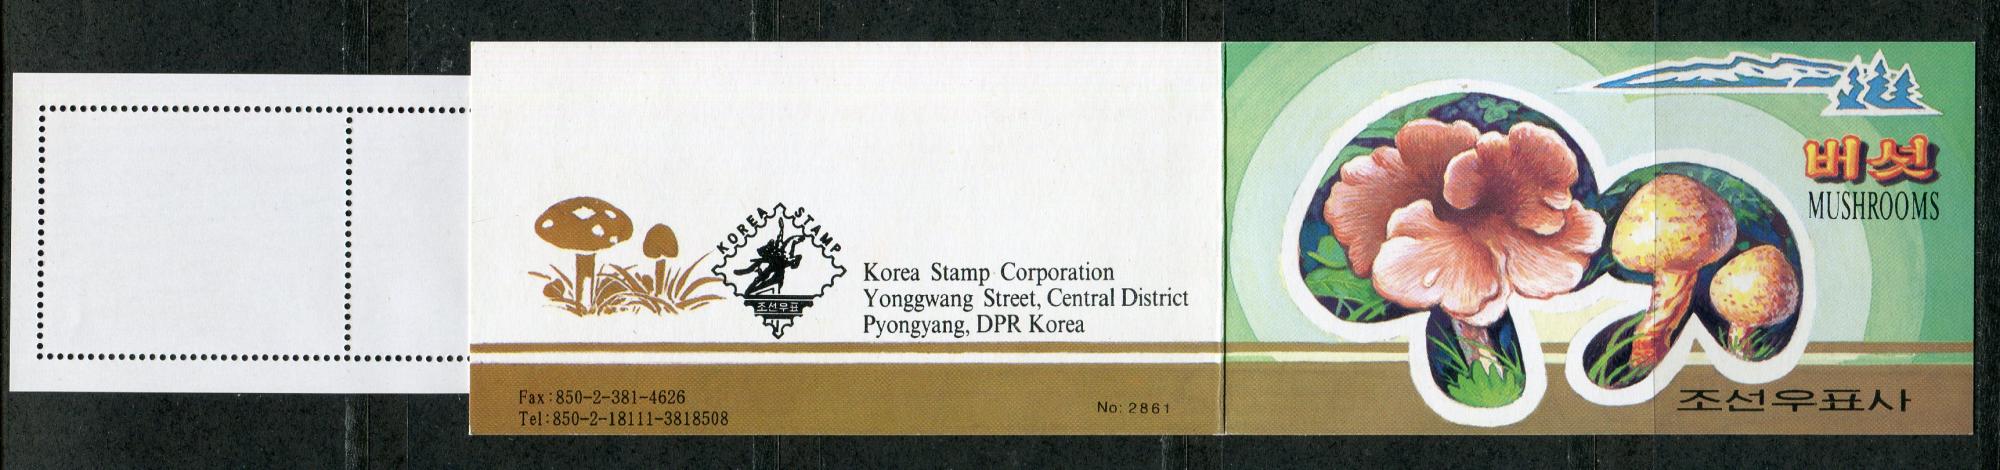 KOREA STAMP
조선우표
Korea Stamp Corporation
Yonggwang Street, Central District
Pyongyang, DPR Korea
Fax:850-2-381-4626
Tel:850-2-18111-3818508
No: 2861
버섯
MUSHROOMS
조선우표사